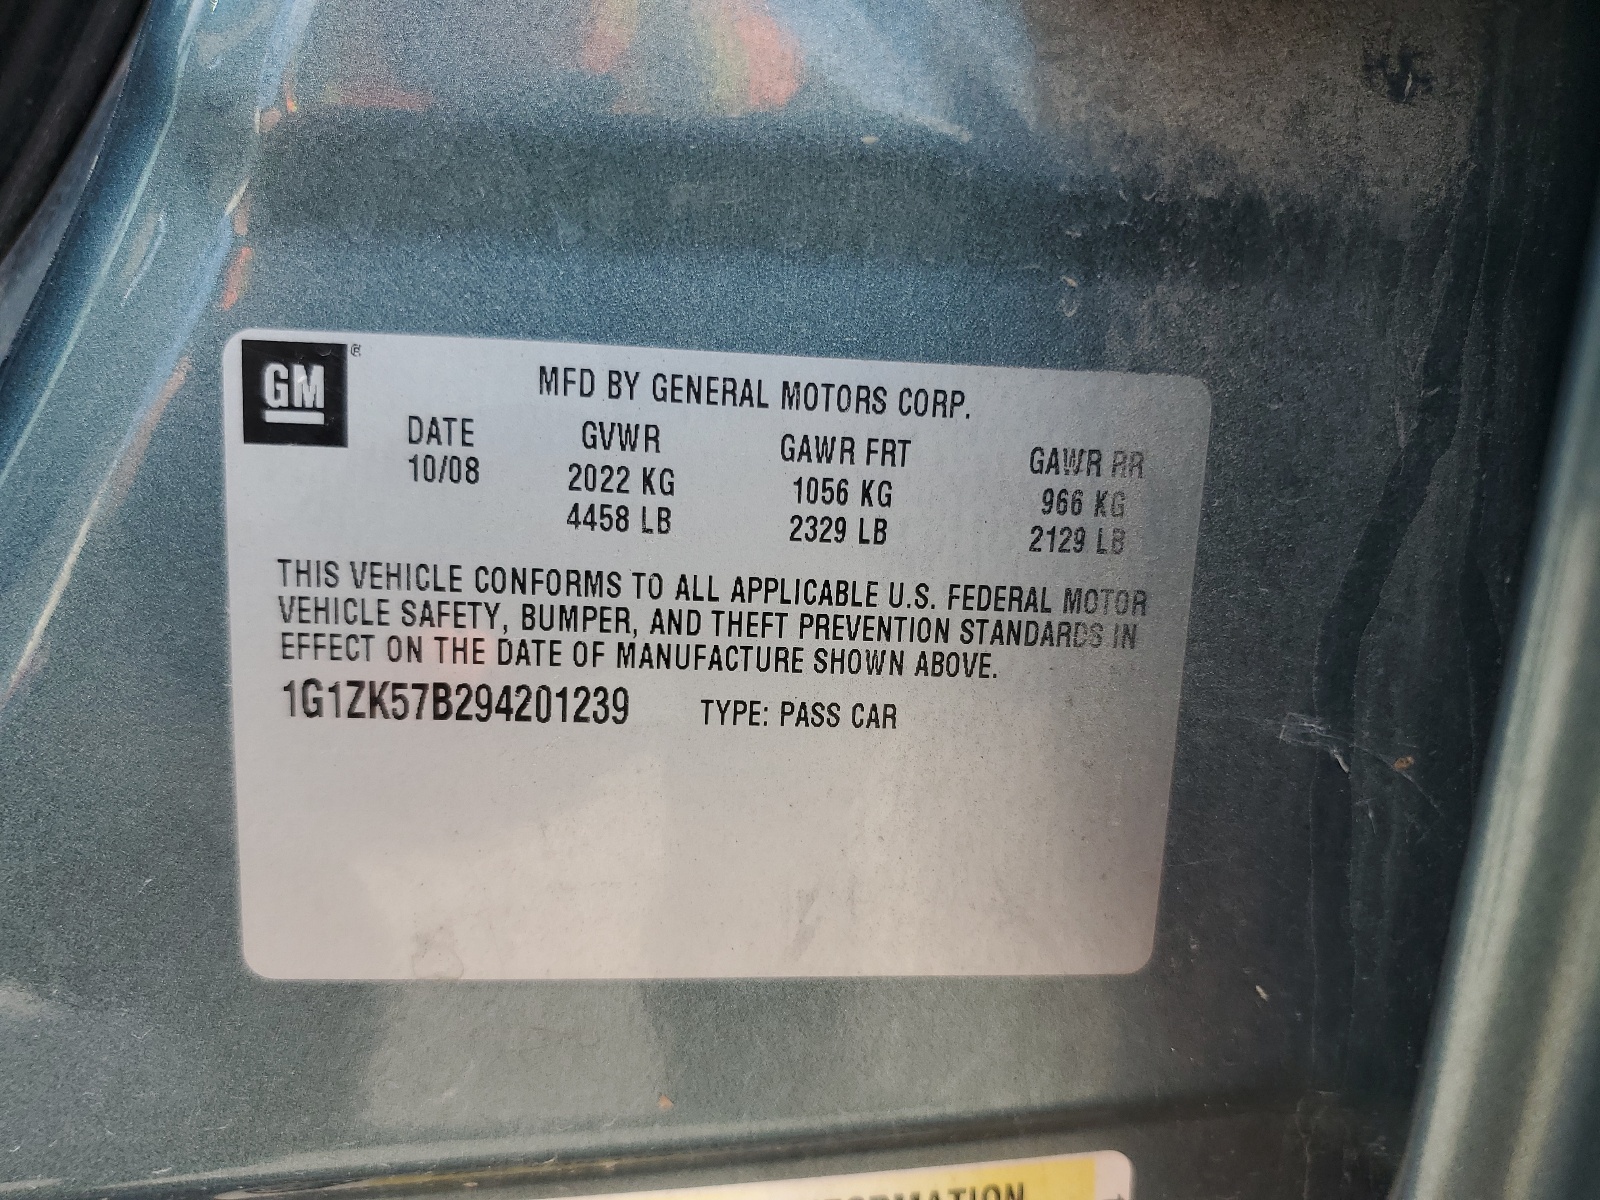 GM ®
MFD BY GENERAL MOTORS CORP.
DATE GVWR GAWR FRT GAWR RR
10/08 2022 KG 1056 KG 966 KG
4458 LB 2329 LB 2129 LB
THIS VEHICLE CONFORMS TO ALL APPLICABLE U.S. FEDERAL MOTOR
VEHICLE SAFETY, BUMPER, AND THEFT PREVENTION STANDARDS IN
EFFECT ON THE DATE OF MANUFACTURE SHOWN ABOVE.
1G1ZK57B294201239 TYPE: PASS CAR